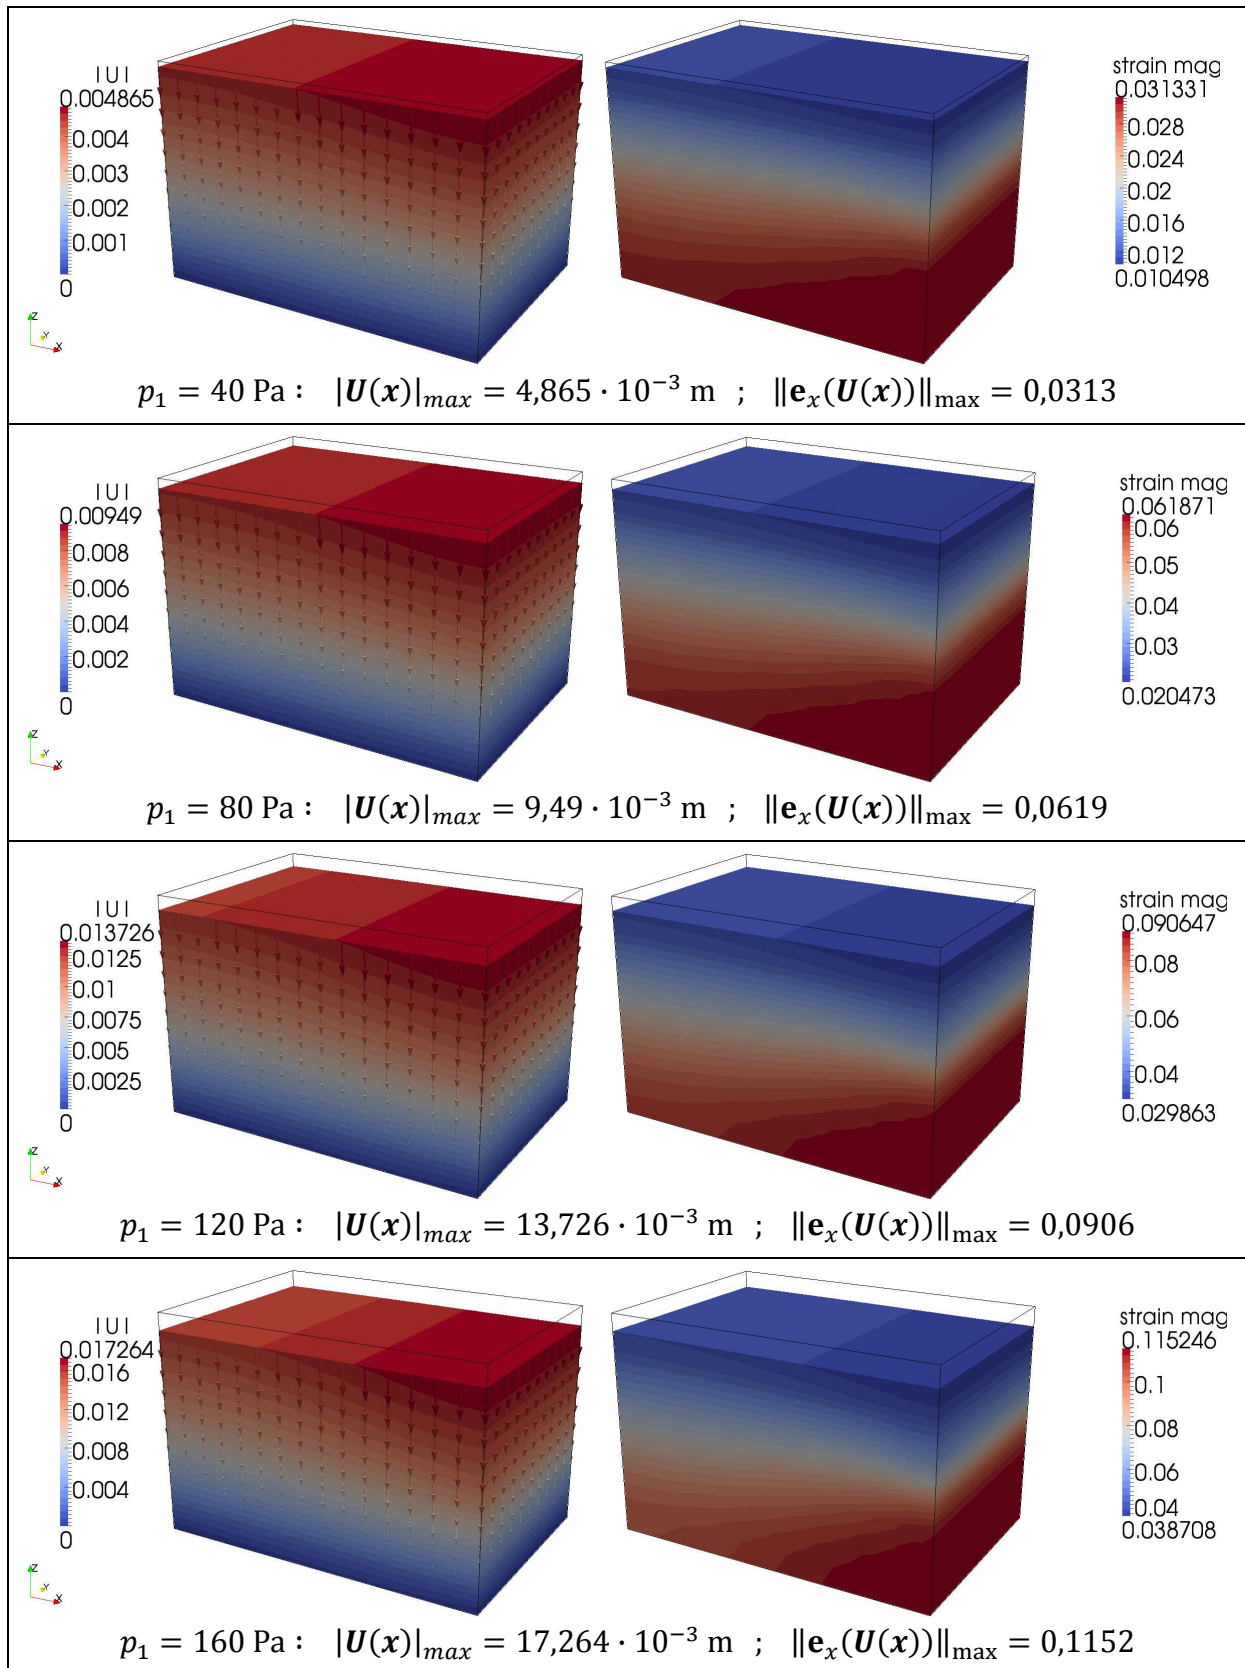 |U|
0.004865
0.004
0.003
0.002
0.001
0
Z
Y
X
strain mag
0.031331
0.028
0.024
0.02
0.016
0.012
0.010498
p₁ = 40 Pa : |U(x)|ₘₐₓ = 4,865 · 10⁻³ m ; ‖eₓ(U(x))‖ₘₐₓ = 0,0313
|U|
0.00949
0.008
0.006
0.004
0.002
0
Z
Y
X
strain mag
0.061871
0.06
0.05
0.04
0.03
0.020473
p₁ = 80 Pa : |U(x)|ₘₐₓ = 9,49 · 10⁻³ m ; ‖eₓ(U(x))‖ₘₐₓ = 0,0619
|U|
0.013726
0.0125
0.01
0.0075
0.005
0.0025
0
Z
Y
X
strain mag
0.090647
0.08
0.06
0.04
0.029863
p₁ = 120 Pa : |U(x)|ₘₐₓ = 13,726 · 10⁻³ m ; ‖eₓ(U(x))‖ₘₐₓ = 0,0906
|U|
0.017264
0.016
0.012
0.008
0.004
0
Z
Y
X
strain mag
0.115246
0.1
0.08
0.06
0.04
0.038708
p₁ = 160 Pa : |U(x)|ₘₐₓ = 17,264 · 10⁻³ m ; ‖eₓ(U(x))‖ₘₐₓ = 0,1152